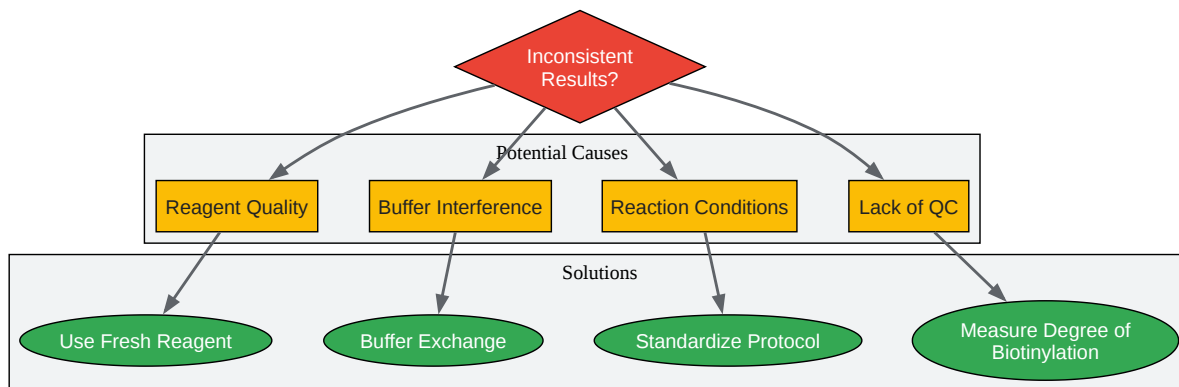 Inconsistent
Results?
Potential Causes
Reagent Quality
Buffer Interference
Reaction Conditions
Lack of QC
Solutions
Use Fresh Reagent
Buffer Exchange
Standardize Protocol
Measure Degree of
Biotinylation